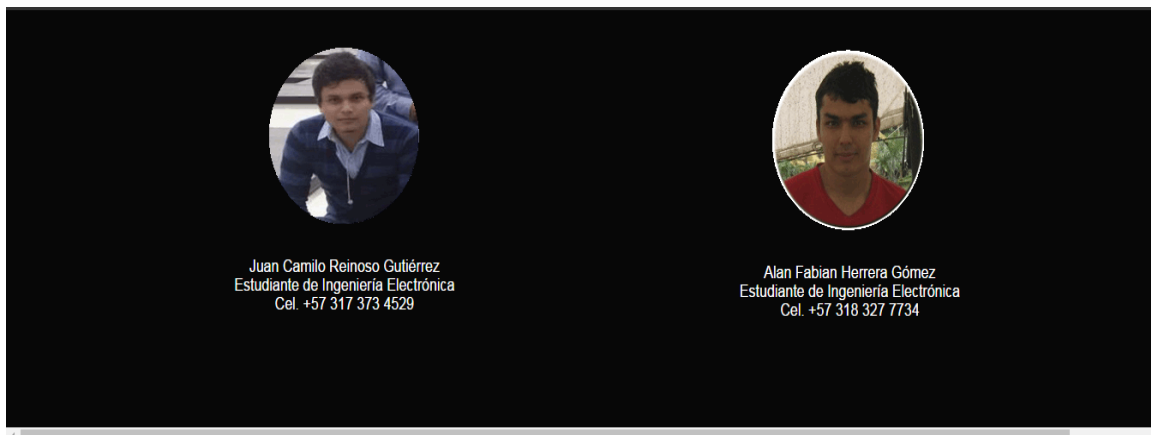 Juan Camilo Reinoso Gutiérrez
Estudiante de Ingeniería Electrónica
Cel. +57 317 373 4529
Alan Fabian Herrera Gómez
Estudiante de Ingeniería Electrónica
Cel. +57 318 327 7734